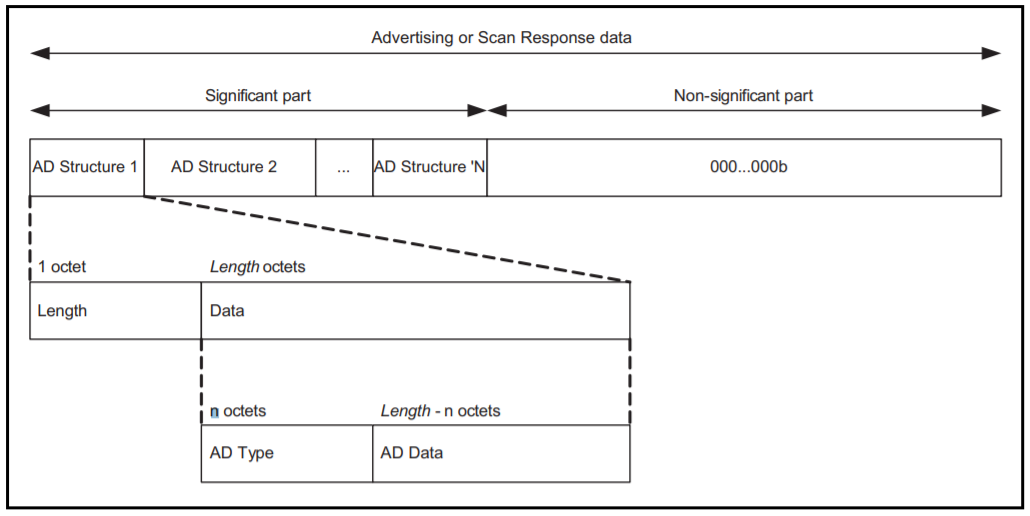 Advertising or Scan Response data
Significant part Non-significant part
AD Structure 1 AD Structure 2 ... AD Structure 'N 000...000b
1 octet Length octets
Length Data
n octets Length - n octets
AD Type AD Data